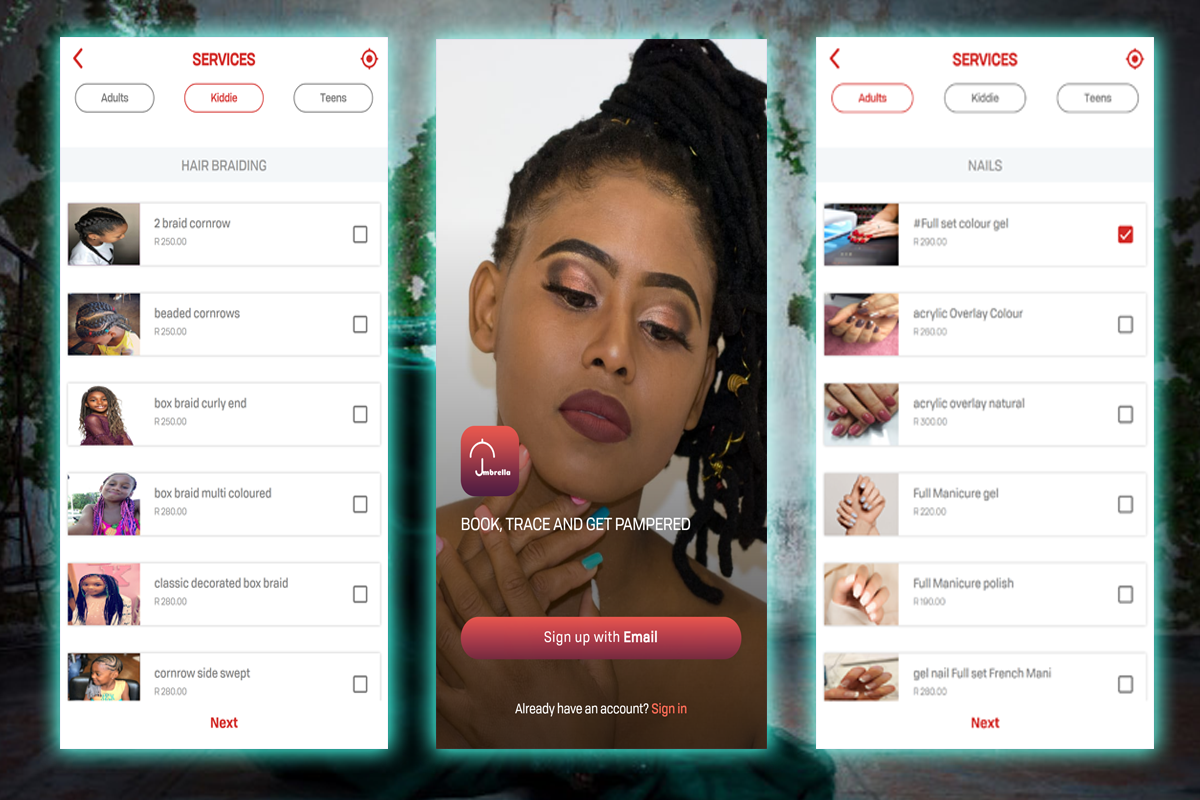 SERVICES
Adults Kiddie Teens
HAIR BRAIDING
2 braid cornrow
R 250.00
beaded cornrows
R 250.00
box braid curly end
R 250.00
box braid multi coloured
R 280.00
classic decorated box braid
R 280.00
cornrow side swept
R 280.00
Next
Umbrella
BOOK, TRACE AND GET PAMPERED
Sign up with Email
Already have an account? Sign in
SERVICES
Adults Kiddie Teens
NAILS
#Full set colour gel
R 290.00
acrylic Overlay Colour
R 260.00
acrylic overlay natural
R 300.00
Full Manicure gel
R 220.00
Full Manicure polish
R 190.00
gel nail Full set French Mani
R 280.00
Next